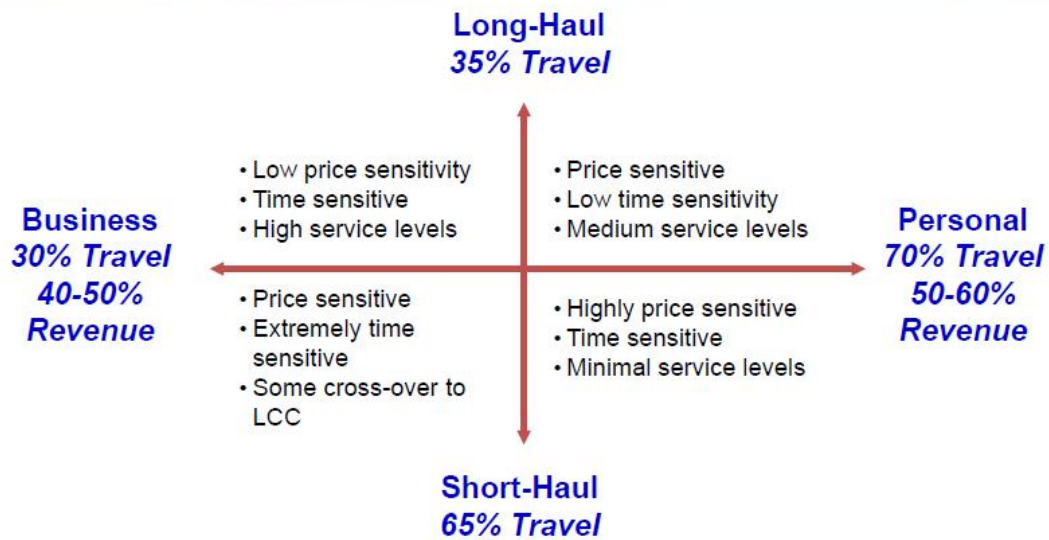 Long-Haul
35% Travel
• Low price sensitivity
• Time sensitive
• High service levels
• Price sensitive
• Low time sensitivity
• Medium service levels
Business
30% Travel
40-50%
Revenue
Personal
70% Travel
50-60%
Revenue
• Price sensitive
• Extremely time
sensitive
• Some cross-over to
LCC
• Highly price sensitive
• Time sensitive
• Minimal service levels
Short-Haul
65% Travel